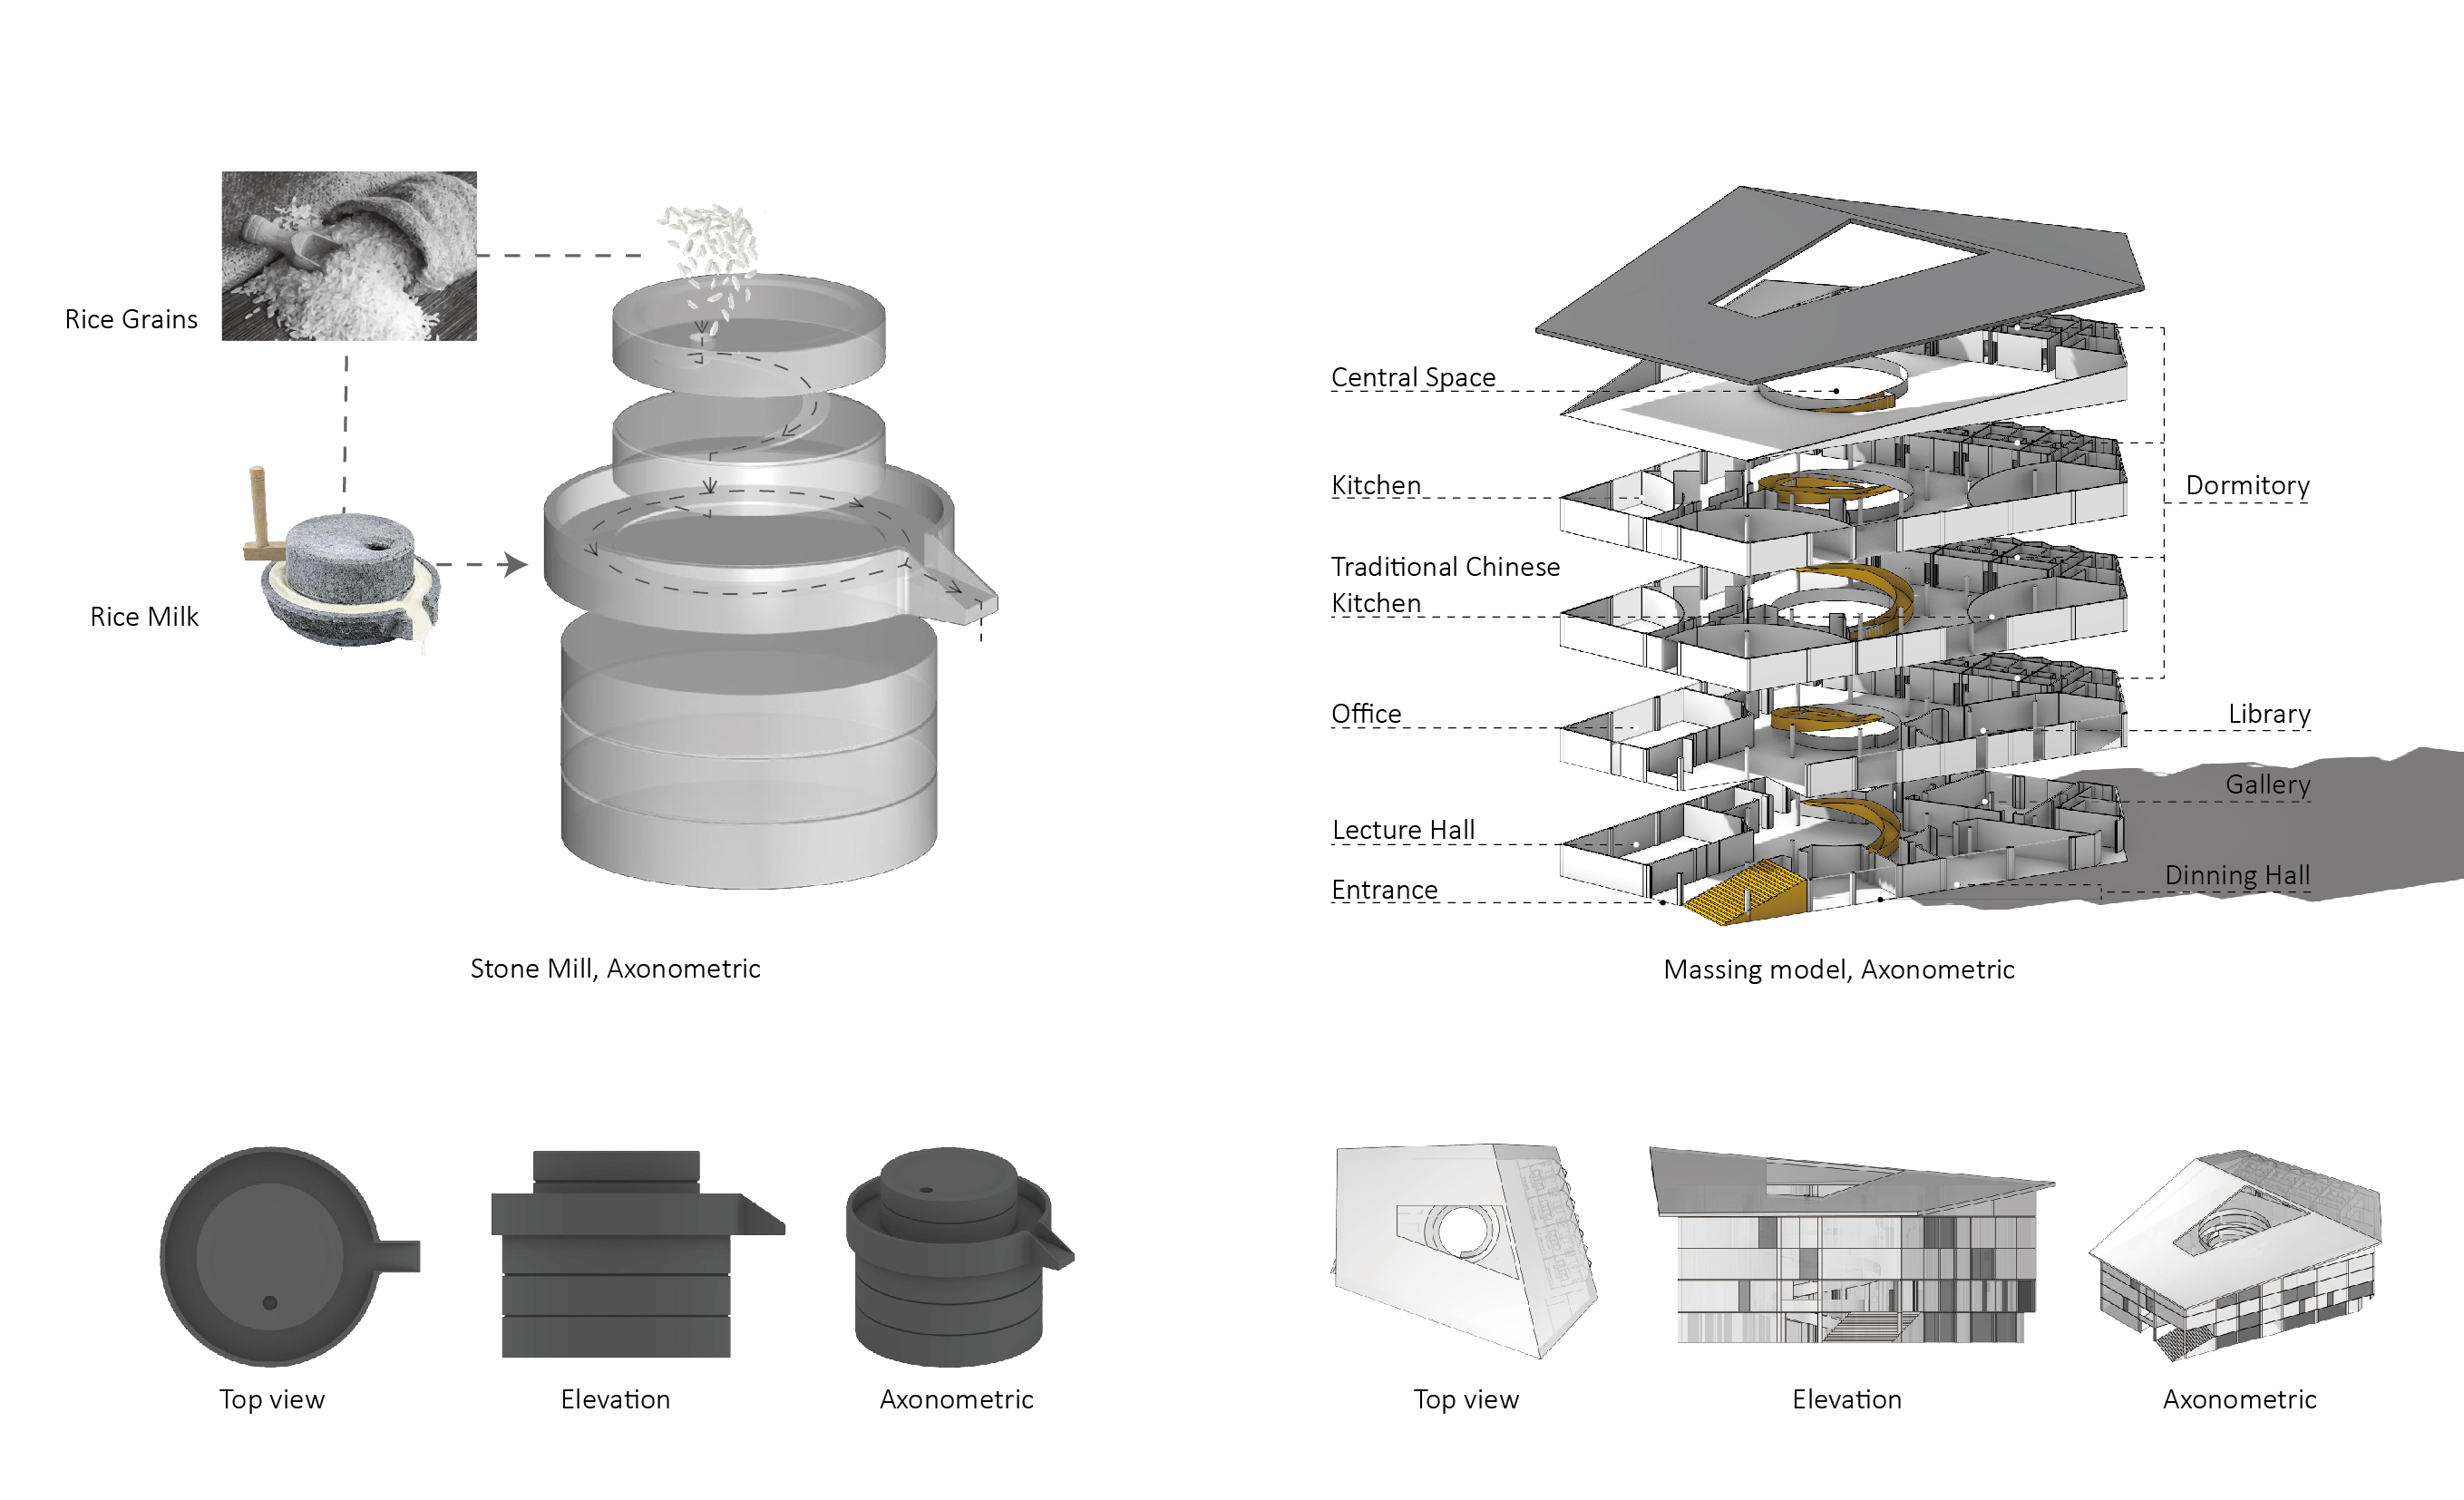 Rice Grains
Rice Milk
Stone Mill, Axonometric
Central Space
Kitchen
Traditional Chinese
Kitchen
Office
Lecture Hall
Entrance
Dormitory
Library
Gallery
Dinning Hall
Massing model, Axonometric
Top view
Elevation
Axonometric
Top view
Elevation
Axonometric